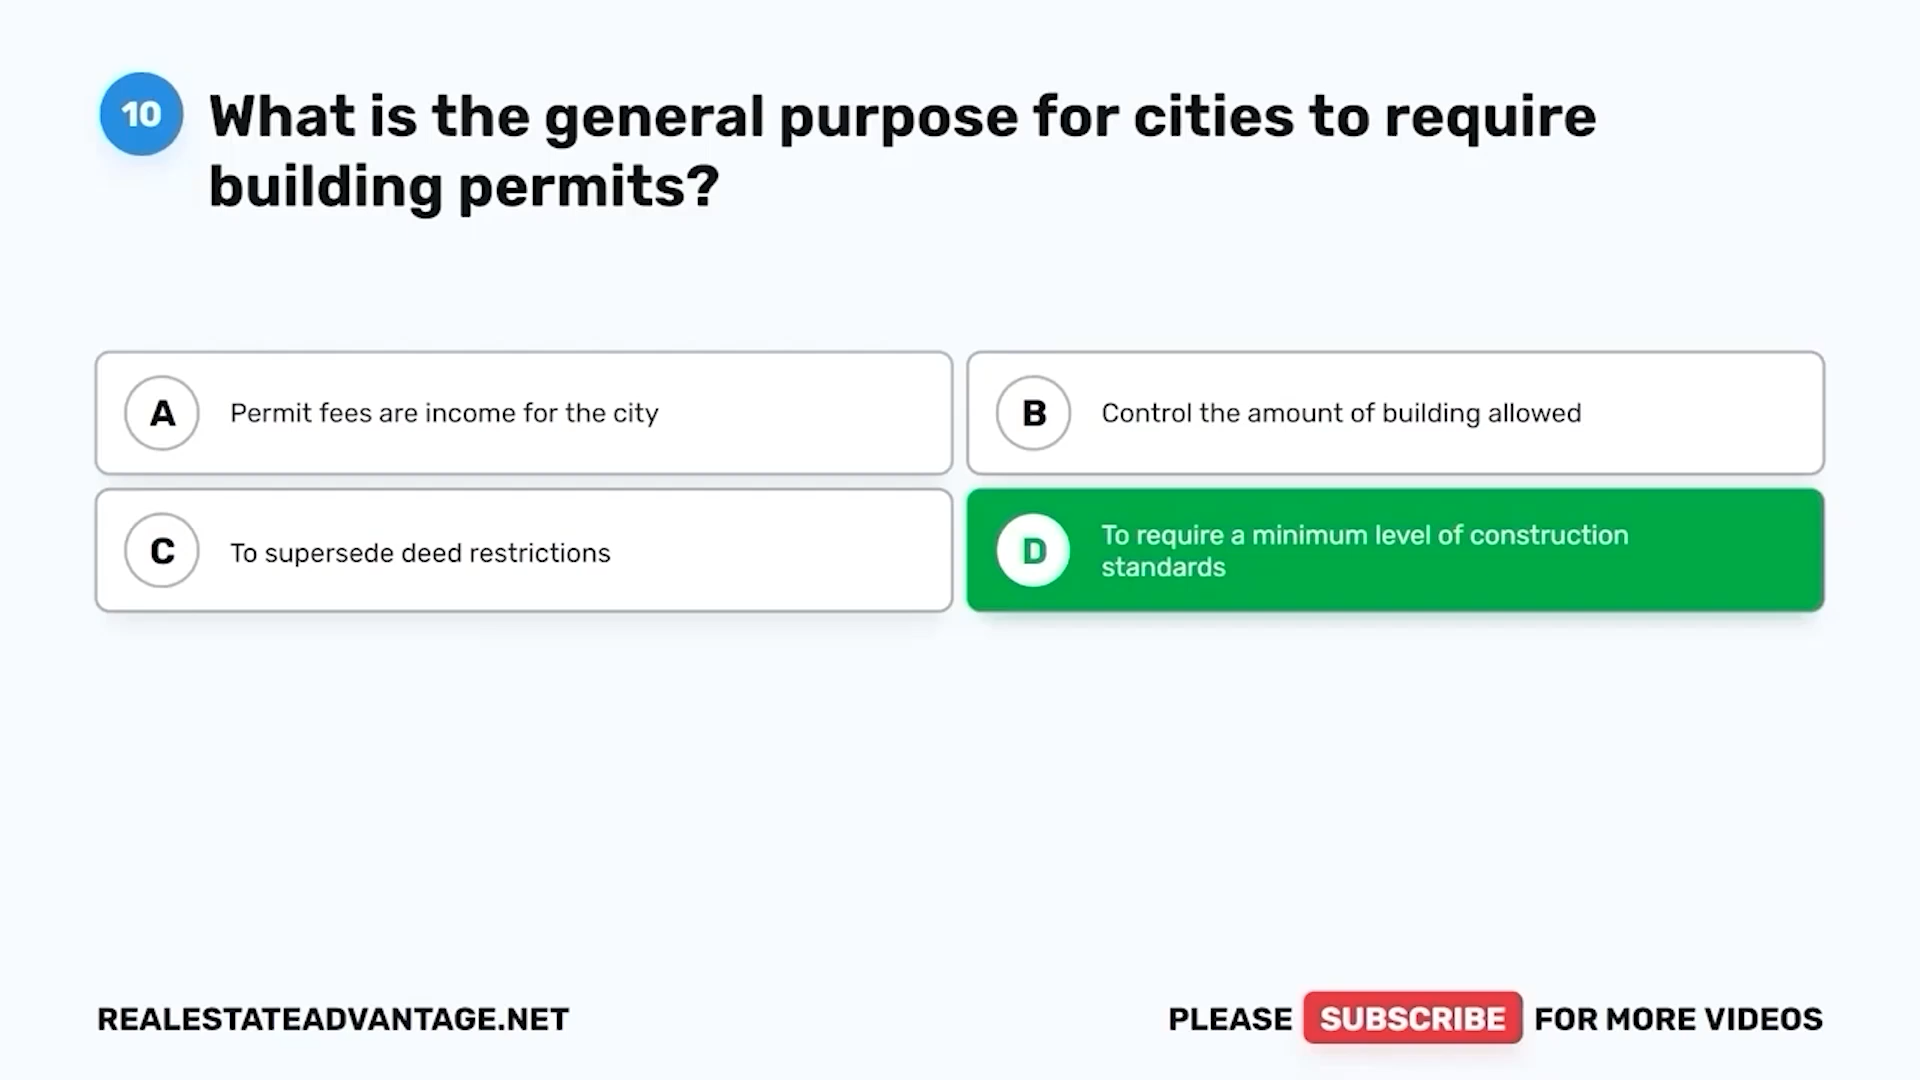 10
What is the general purpose for cities to require
building permits?
A
Permit fees are income for the city
B
Control the amount of building allowed
C
To supersede deed restrictions
D
To require a minimum level of construction
standards
REALESTATEADVANTAGE.NET
PLEASE SUBSCRIBE FOR MORE VIDEOS